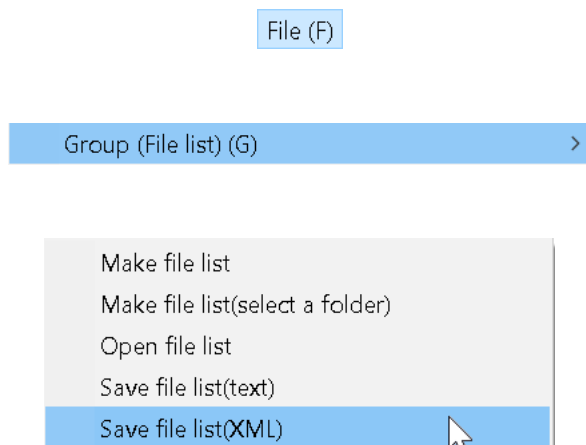 File (F)
Group (File list) (G)
Make file list
Make file list(select a folder)
Open file list
Save file list(text)
Save file list(XML)